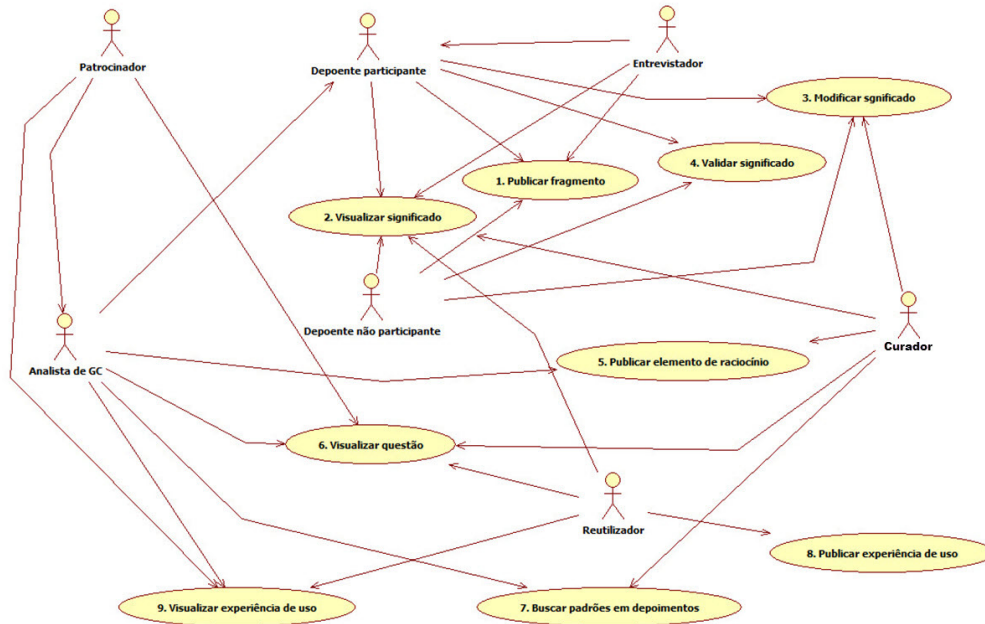 Patrocinador
Depoente participante
Entrevistador
3. Modificar sgnificado
4. Validar significado
1. Publicar fragmento
2. Visualizar significado
Depoente não participante
Curador
5. Publicar elemento de raciocínio
Analista de GC
6. Visualizar questão
Reutilizador
8. Publicar experiência de uso
9. Visualizar experiência de uso
7. Buscar padrões em depoimentos